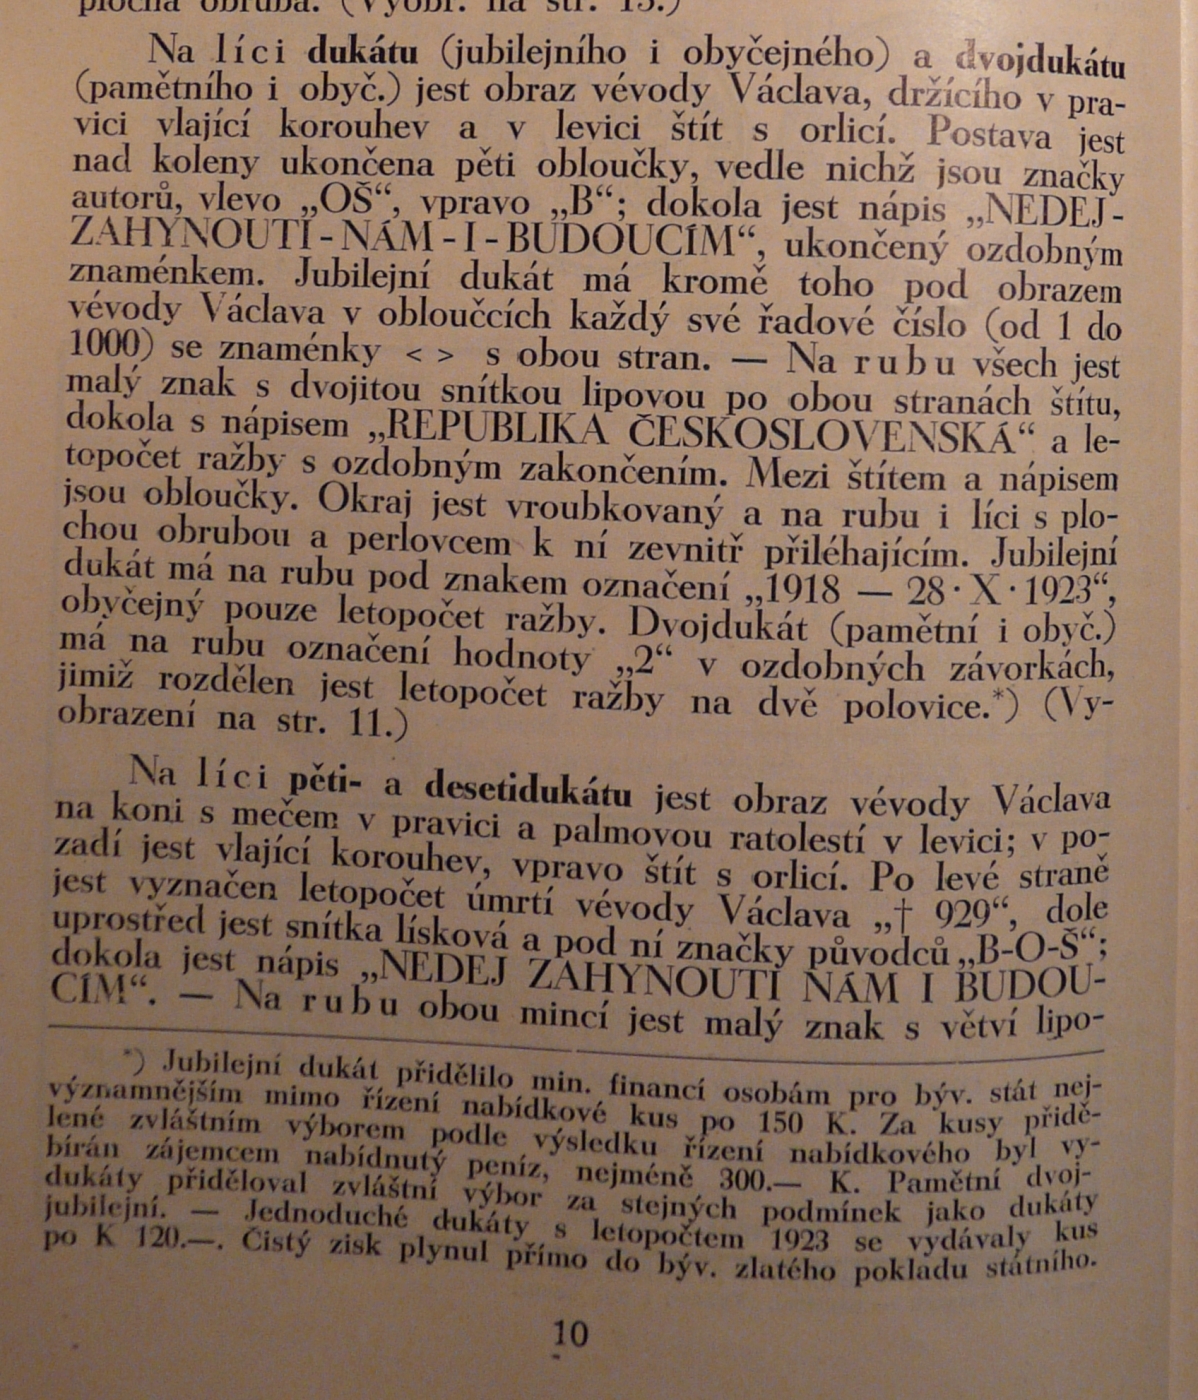 plochá obruba. (Vyobr. na str. 13.)
Na líci dukátu (jubilejního i obyčejného) a dvojdukátu
(pamětního i obyč.) jest obraz vévody Václava, držícího v pra-
vici vlající korouhev a v levici štít s orlicí. Postava jest
nad koleny ukončena pěti obloučky, vedle nichž jsou značky
autorů, vlevo „OŠ“, vpravo „B“; dokola jest nápis „NEDEJ-
ZAHYNOUTI-NÁM-I-BUDOUCÍM“, ukončený ozdobným
znaménkem. Jubilejní dukát má kromě toho pod obrazem
vévody Václava v obloučcích každý své řadové číslo (od 1 do
1000) se znaménky < > s obou stran. — Na rubu všech jest
malý znak s dvojitou snítkou lipovou po obou stranách štítu,
dokola s nápisem „REPUBLIKA ČESKOSLOVENSKÁ“ a le-
topočet ražby s ozdobným zakončením. Mezi štítem a nápisem
jsou obloučky. Okraj jest vroubkovaný a na rubu i líci s plo-
chou obrubou a perlovcem k ní zevnitř přiléhajícím. Jubilejní
dukát má na rubu pod znakem označení „1918 — 28·X·1923“,
obyčejný pouze letopočet ražby. Dvojdukát (pamětní i obyč.)
má na rubu označení hodnoty „2“ v ozdobných závorkách,
jimiž rozdělen jest letopočet ražby na dvě polovice.*) (Vy-
obrazení na str. 11.)
Na líci pěti- a desetidukátu jest obraz vévody Václava
na koni s mečem v pravici a palmovou ratolestí v levici; v po-
zadí jest vlající korouhev, vpravo štít s orlicí. Po levé straně
jest vyznačen letopočet úmrtí vévody Václava „† 929“, dole
uprostřed jest snítka lísková a pod ní značky původců „B-O-Š“;
dokola jest nápis „NEDEJ ZAHYNOUTI NÁM I BUDOU-
CÍM“. — Na rubu obou mincí jest malý znak s větví lipo-
*) Jubilejní dukát přidělilo min. financí osobám pro býv. stát nej-
významnějším mimo řízení nabídkové kus po 150 K. Za kusy přidě-
lené zvláštním výborem podle výsledku řízení nabídkového byl vy-
bírán zájemcem nabídnutý peníz, nejméně 300.— K. Pamětní dvoj-
dukáty přiděloval zvláštní výbor za stejných podmínek jako dukáty
jubilejní. — Jednoduché dukáty s letopočtem 1923 se vydávaly kus
po K 120.—. Čistý zisk plynul přímo do býv. zlatého pokladu státního.
10